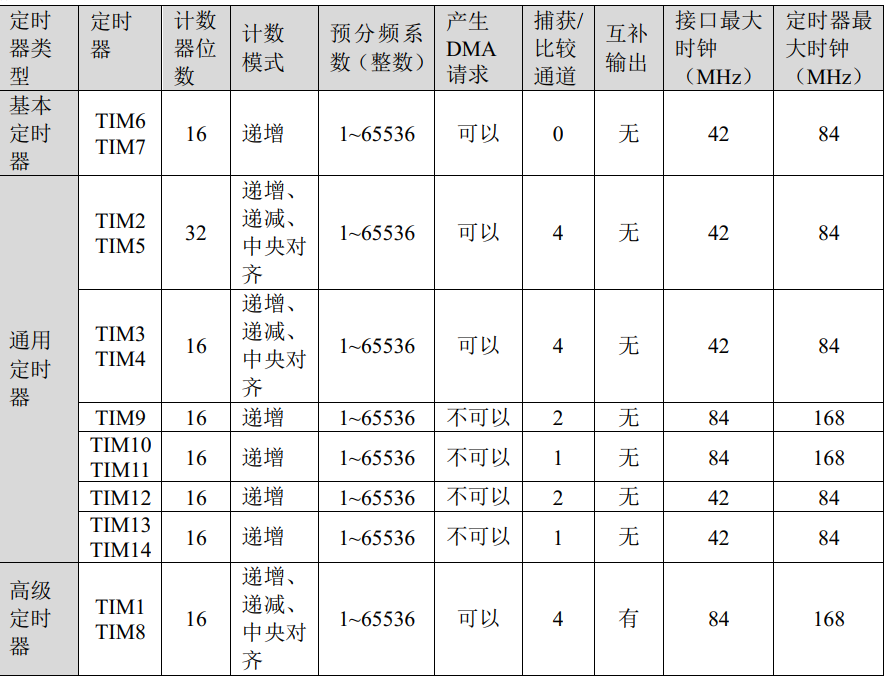 定时
器类
型
定时
器
计数
器位
数
计数
模式
预分频系
数（整数）
产生
DMA
请求
捕获/
比较
通道
互补
输出
接口最大
时钟
（MHz）
定时器最
大时钟
（MHz）
基本
定时
器
TIM6
TIM7
16
递增
1~65536
可以
0
无
42
84
通用
定时
器
TIM2
TIM5
32
递增、
递减、
中央对
齐
1~65536
可以
4
无
42
84
TIM3
TIM4
16
递增、
递减、
中央对
齐
1~65536
可以
4
无
42
84
TIM9
16
递增
1~65536
不可以
2
无
84
168
TIM10
TIM11
16
递增
1~65536
不可以
1
无
84
168
TIM12
16
递增
1~65536
不可以
2
无
42
84
TIM13
TIM14
16
递增
1~65536
不可以
1
无
42
84
高级
定时
器
TIM1
TIM8
16
递增、
递减、
中央对
齐
1~65536
可以
4
有
84
168